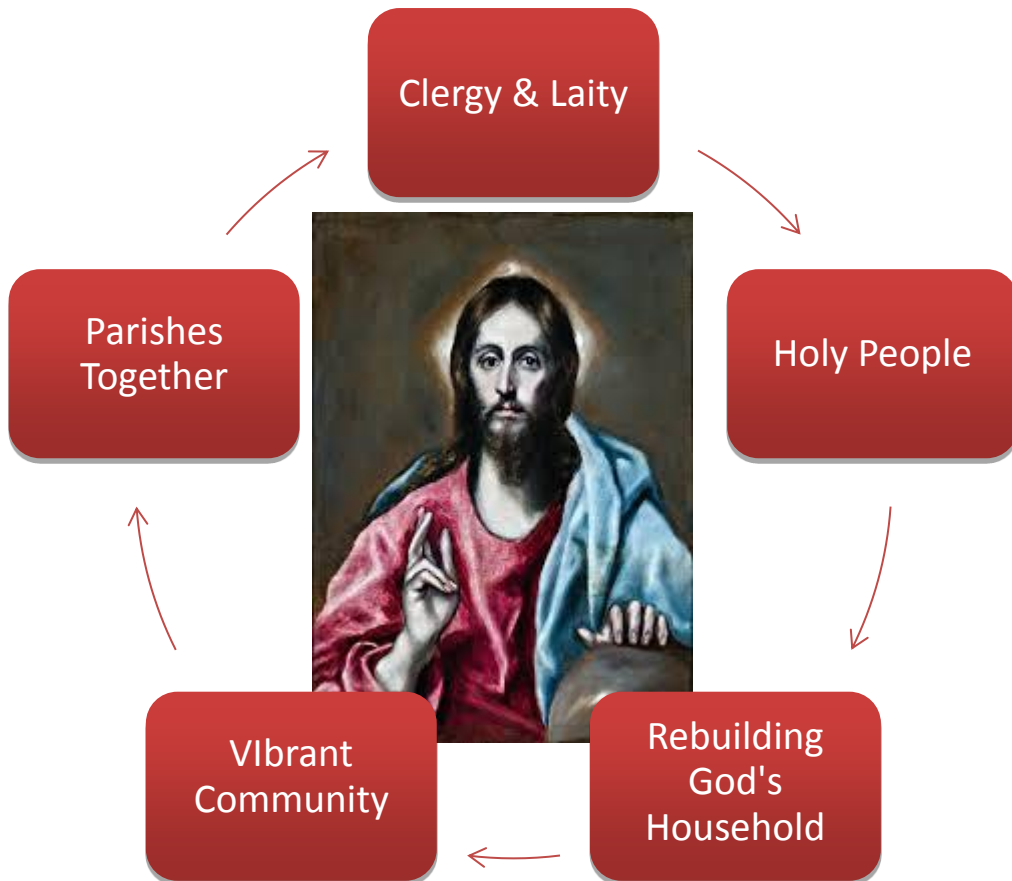 Clergy & Laity
Holy People
Rebuilding
God's
Household
VIbrant
Community
Parishes
Together